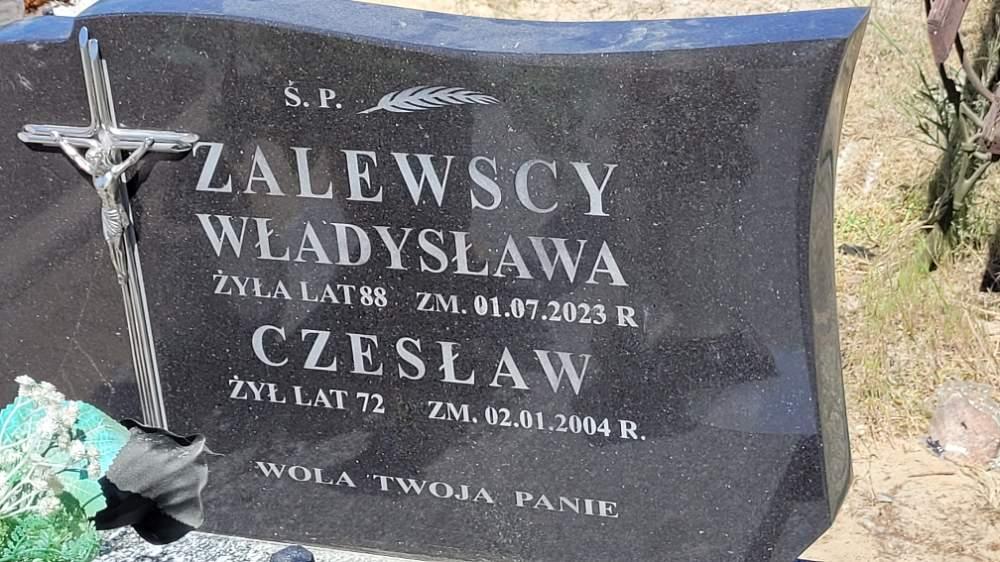 Ś. P.
ZALEWSCY
WŁADYSŁAWA
ŻYŁA LAT 88 ZM. 01.07.2023 R
CZESŁAW
ŻYŁ LAT 72 ZM. 02.01.2004 R.
WOLA TWOJA PANIE